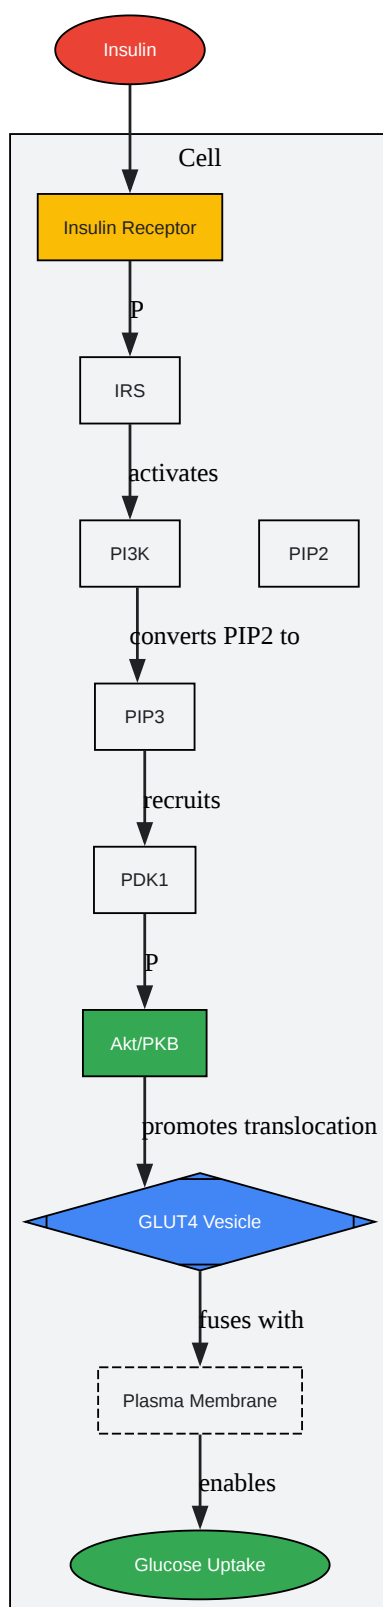 Insulin
Cell
Insulin Receptor
P
IRS
activates
PI3K
PIP2
converts PIP2 to
PIP3
recruits
PDK1
P
Akt/PKB
promotes translocation
GLUT4 Vesicle
fuses with
Plasma Membrane
enables
Glucose Uptake